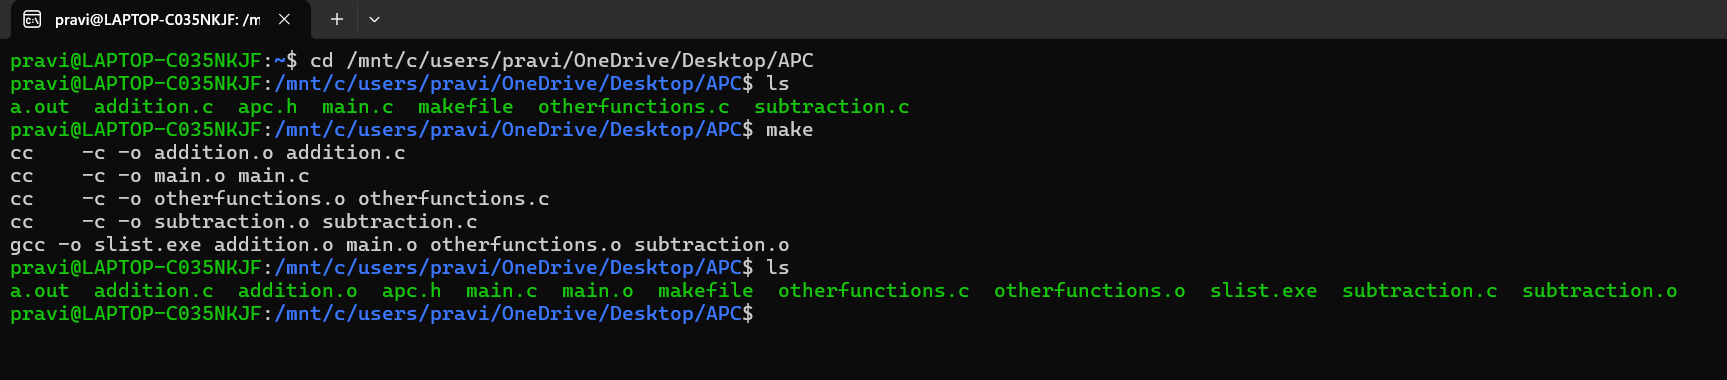 pravi@LAPTOP-C035NKJF: /m
pravi@LAPTOP-C035NKJF:~$ cd /mnt/c/users/pravi/OneDrive/Desktop/APC
pravi@LAPTOP-C035NKJF:/mnt/c/users/pravi/OneDrive/Desktop/APC$ ls
a.out  addition.c  apc.h  main.c  makefile  otherfunctions.c  subtraction.c
pravi@LAPTOP-C035NKJF:/mnt/c/users/pravi/OneDrive/Desktop/APC$ make
cc    -c -o addition.o addition.c
cc    -c -o main.o main.c
cc    -c -o otherfunctions.o otherfunctions.c
cc    -c -o subtraction.o subtraction.c
gcc -o slist.exe addition.o main.o otherfunctions.o subtraction.o
pravi@LAPTOP-C035NKJF:/mnt/c/users/pravi/OneDrive/Desktop/APC$ ls
a.out  addition.c  addition.o  apc.h  main.c  main.o  makefile  otherfunctions.c  otherfunctions.o  slist.exe  subtraction.c  subtraction.o
pravi@LAPTOP-C035NKJF:/mnt/c/users/pravi/OneDrive/Desktop/APC$